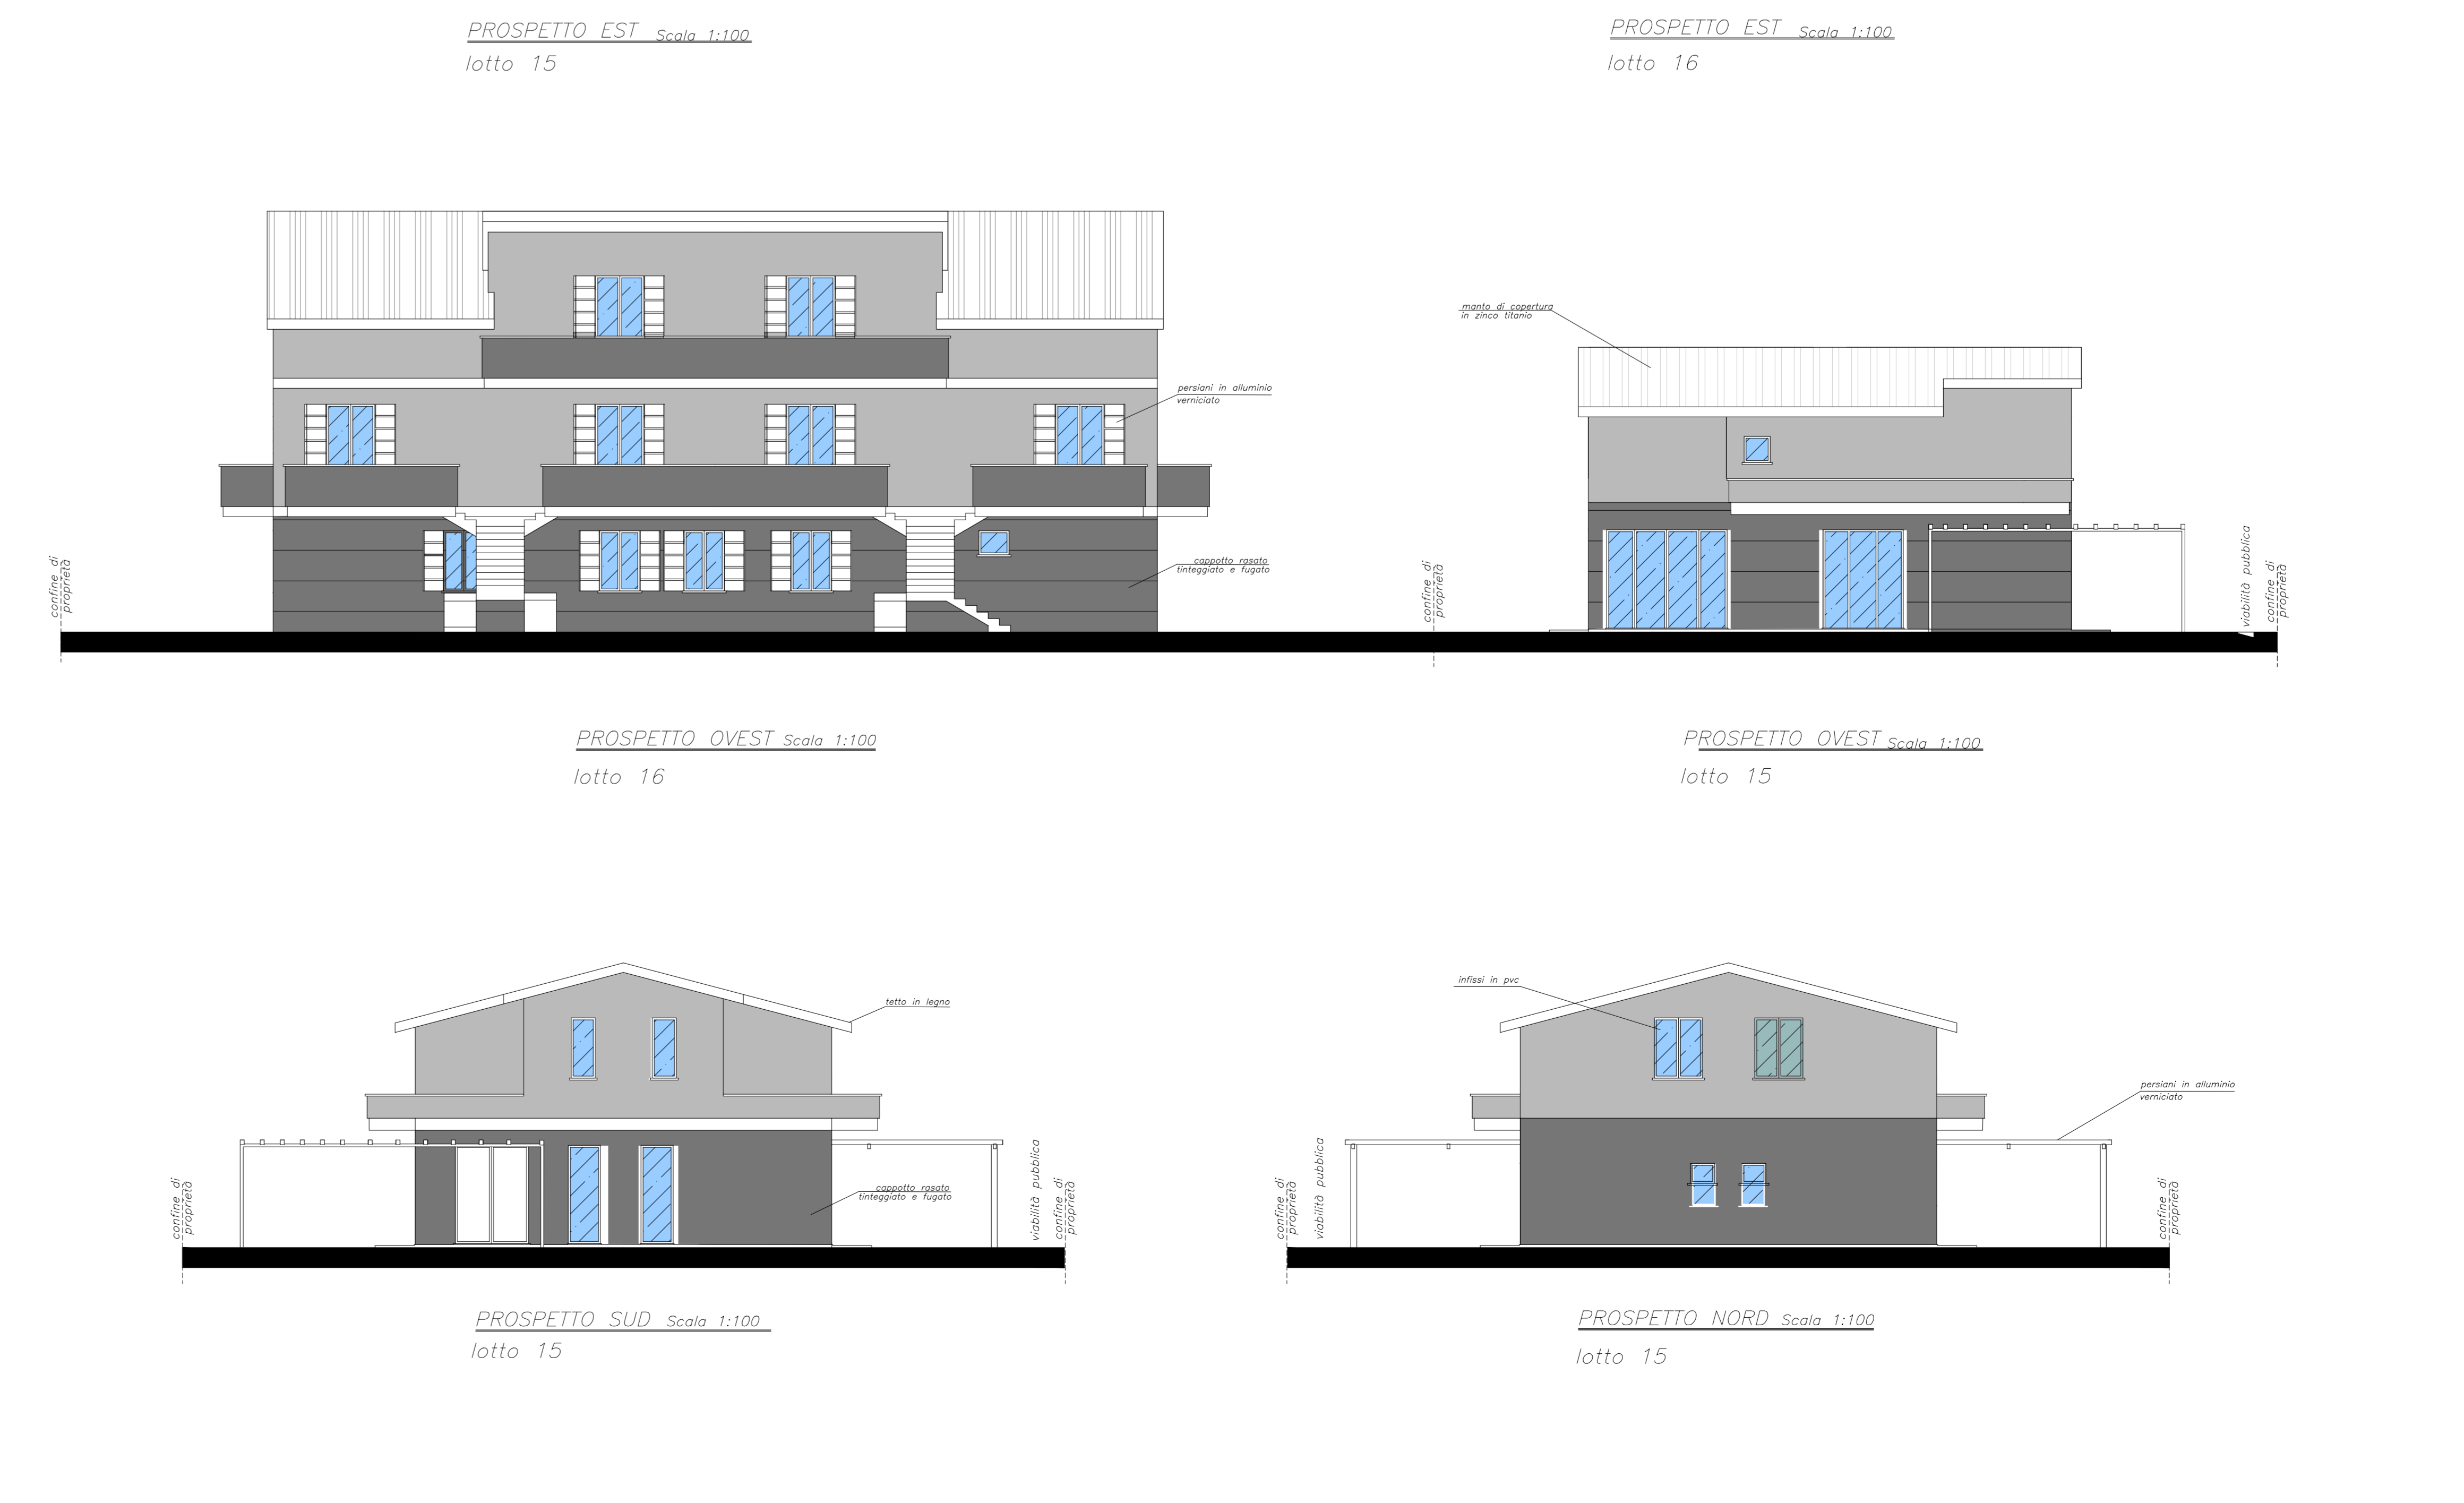 PROSPETTO EST Scala 1:100
lotto 15
PROSPETTO EST Scala 1:100
lotto 16
manto di copertura
in zinco titanio
persiani in alluminio
verniciato
cappotto rasato
tinteggiato e fugato
confine di
proprietà
confine di
proprietà
viabilità pubblica
confine di
proprietà
PROSPETTO OVEST Scala 1:100
lotto 16
PROSPETTO OVEST Scala 1:100
lotto 15
tetto in legno
cappotto rasato
tinteggiato e fugato
confine di
proprietà
viabilità pubblica
confine di
proprietà
infissi in pvc
persiani in alluminio
verniciato
confine di
proprietà
viabilità pubblica
confine di
proprietà
PROSPETTO SUD Scala 1:100
lotto 15
PROSPETTO NORD Scala 1:100
lotto 15